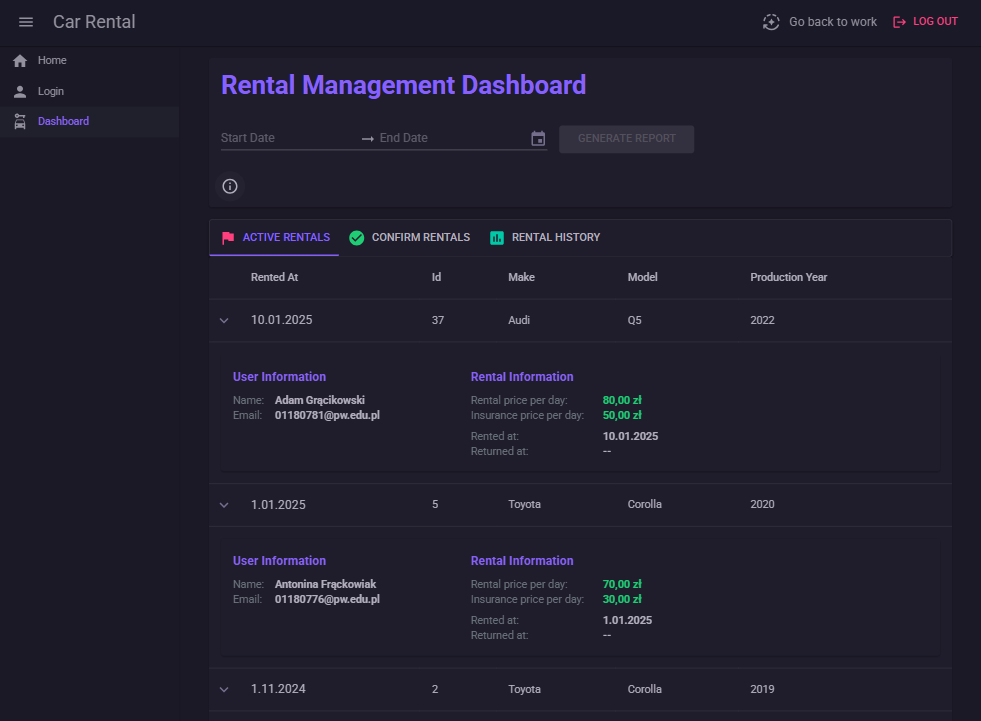 Car Rental
Go back to work
LOG OUT
Home
Login
Dashboard
Rental Management Dashboard
Start Date → End Date
GENERATE REPORT
ACTIVE RENTALS CONFIRM RENTALS RENTAL HISTORY
Rented At Id Make Model Production Year
10.01.2025 37 Audi Q5 2022
User Information Rental Information
Name: Adam Grącikowski Rental price per day: 80,00 zł
Email: 01180781@pw.edu.pl Insurance price per day: 50,00 zł
Rented at: 10.01.2025
Returned at: --
1.01.2025 5 Toyota Corolla 2020
User Information Rental Information
Name: Antonina Frąckowiak Rental price per day: 70,00 zł
Email: 01180776@pw.edu.pl Insurance price per day: 30,00 zł
Rented at: 1.01.2025
Returned at: --
1.11.2024 2 Toyota Corolla 2019